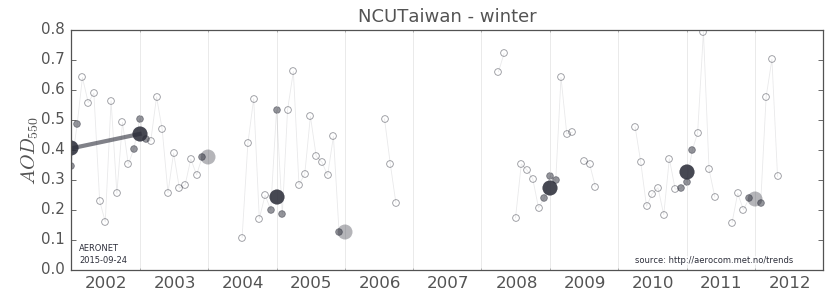 NCUTaiwan - winter
0.8
0.7
0.6
0.5
0.4
0.3
0.2
0.1
0.0
AOD550
AERONET
2015-09-24
source: http://aerocom.met.no/trends
2002 2003 2004 2005 2006 2007 2008 2009 2010 2011 2012